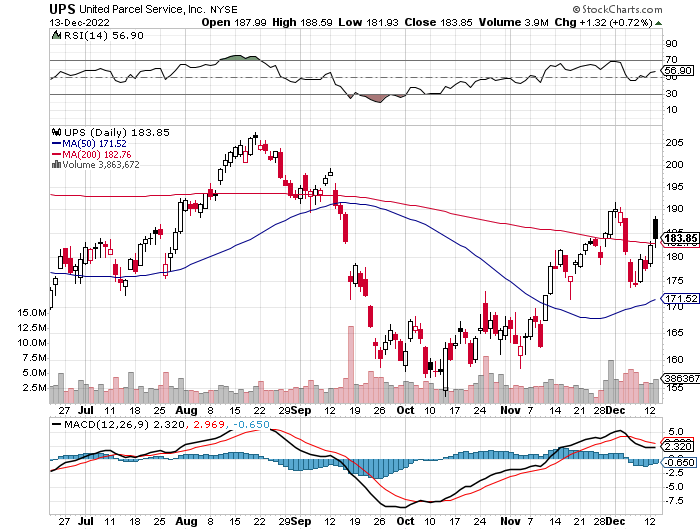 UPS United Parcel Service, Inc. NYSE © StockCharts.com
13-Dec-2022 Open 187.99 High 188.59 Low 181.93 Close 183.85 Volume 3.9M Chg +1.32 (+0.72%)
RSI(14) 56.90
90
70
56.90
50
30
10
UPS (Daily) 183.85
MA(50) 171.52
MA(200) 182.76
Volume 3,863,672
205
200
195
190
185
183.85
180
175
171.52
165
160
155
3863672
15.0M
12.5M
10.0M
7.5M
5.0M
2.5M
27 Jul 11 18 25 Aug 8 15 22 Sep 12 19 26 Oct 10 17 24 Nov 7 14 21 28 Dec 12
MACD(12,26,9) 2.320, 2.969, -0.650
5.0
2.320
-0.650
-2.5
-5.0
-7.5
27 Jul 11 18 25 Aug 8 15 22 Sep 12 19 26 Oct 10 17 24 Nov 7 14 21 28 Dec 12